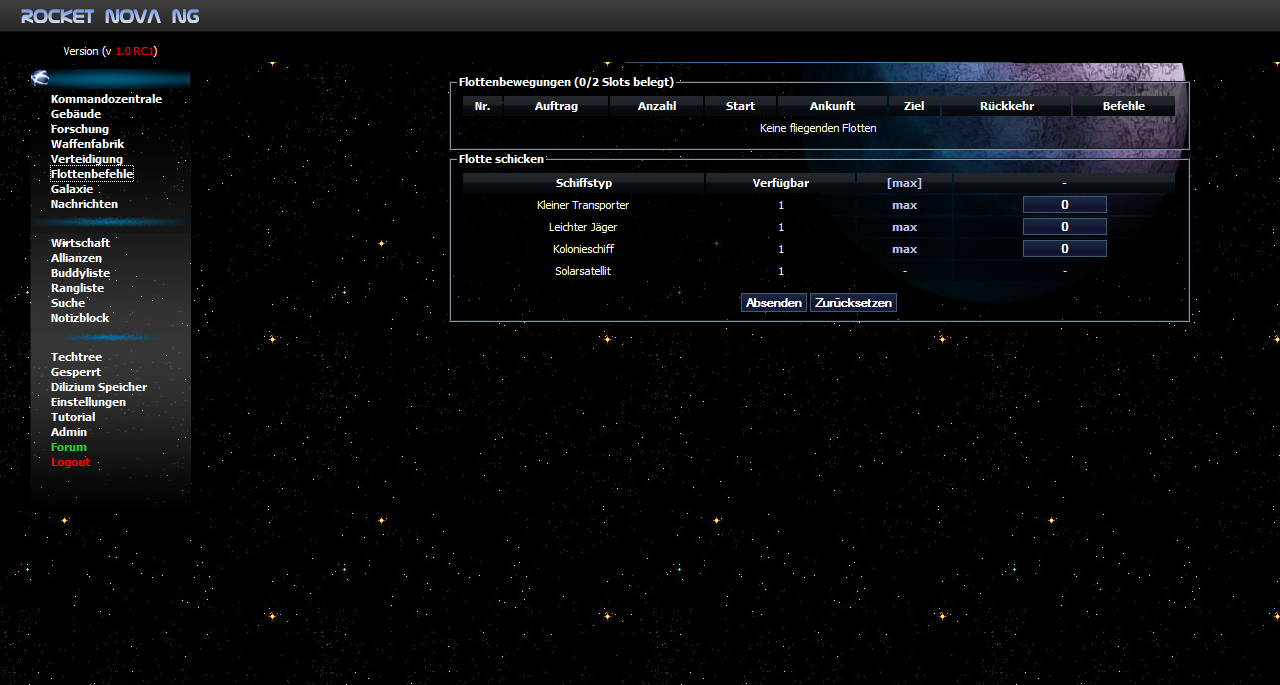 ROCKET NOVA NG
Version (v 1.0 RC1)
Kommandozentrale
Gebäude
Forschung
Waffenfabrik
Verteidigung
Flottenbefehle
Galaxie
Nachrichten
Wirtschaft
Allianzen
Buddyliste
Rangliste
Suche
Notizblock
Techtree
Gesperrt
Dilizium Speicher
Einstellungen
Tutorial
Admin
Forum
Logout
Flottenbewegungen (0/2 Slots belegt)
Nr. Auftrag Anzahl Start Ankunft Ziel Rückkehr Befehle
Keine fliegenden Flotten
Flotte schicken
Schiffstyp Verfügbar [max] -
Kleiner Transporter 1 max 0
Leichter Jäger 1 max 0
Kolonieschiff 1 max 0
Solarsatellit 1 - -
Absenden Zurücksetzen